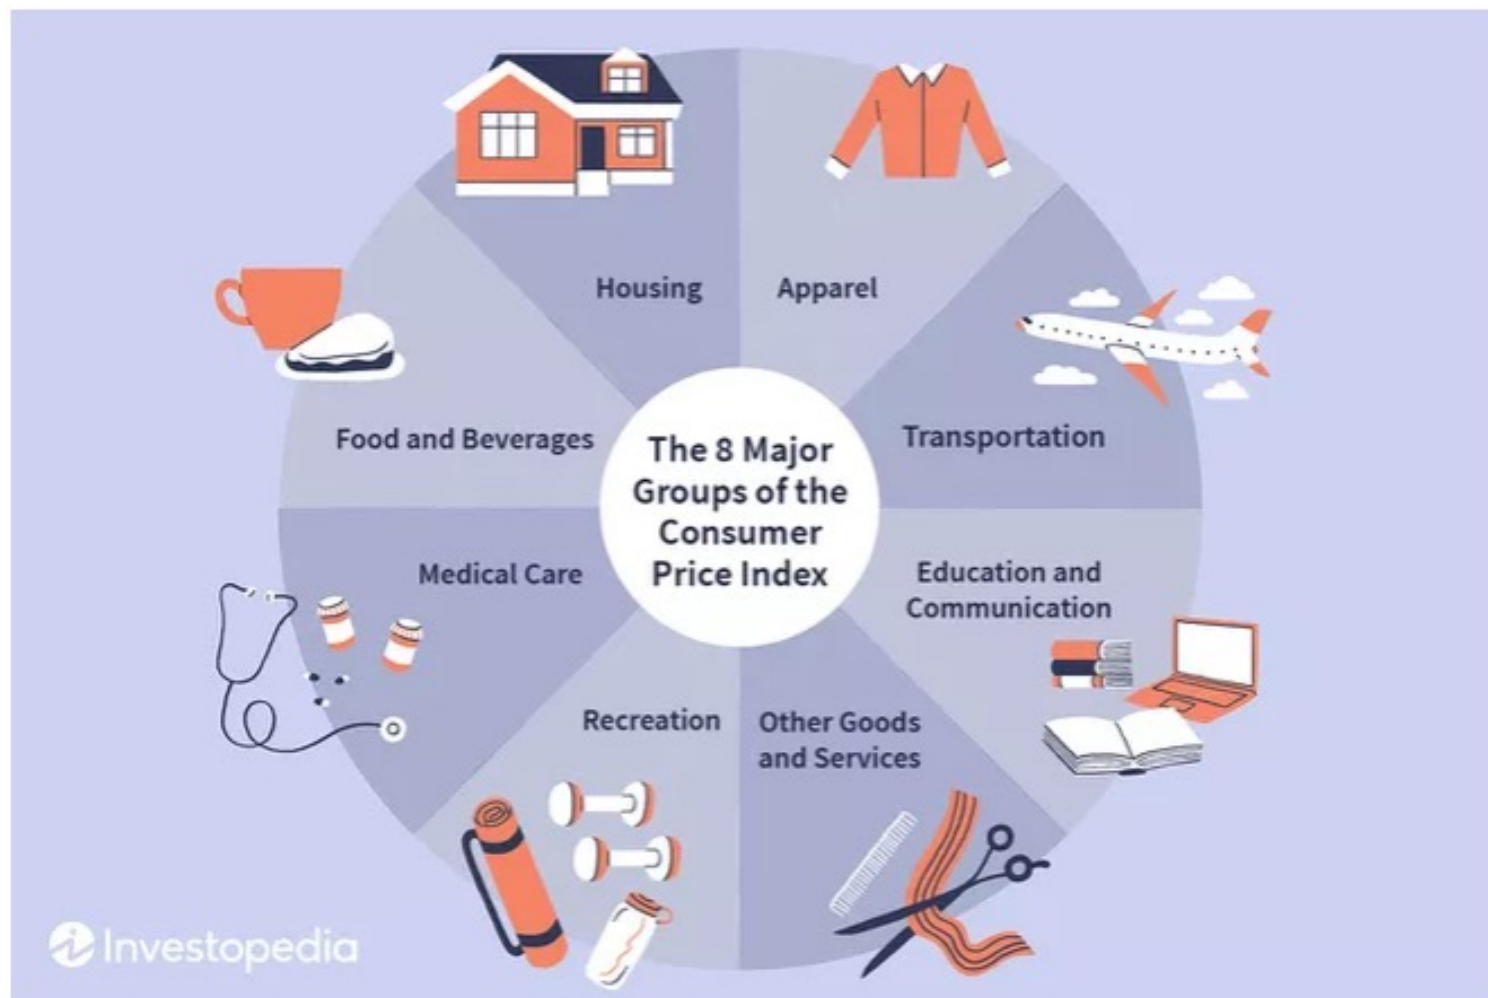 Housing
Apparel
Food and Beverages
Transportation
The 8 Major
Groups of the
Consumer
Price Index
Medical Care
Education and
Communication
Recreation
Other Goods
and Services
Investopedia